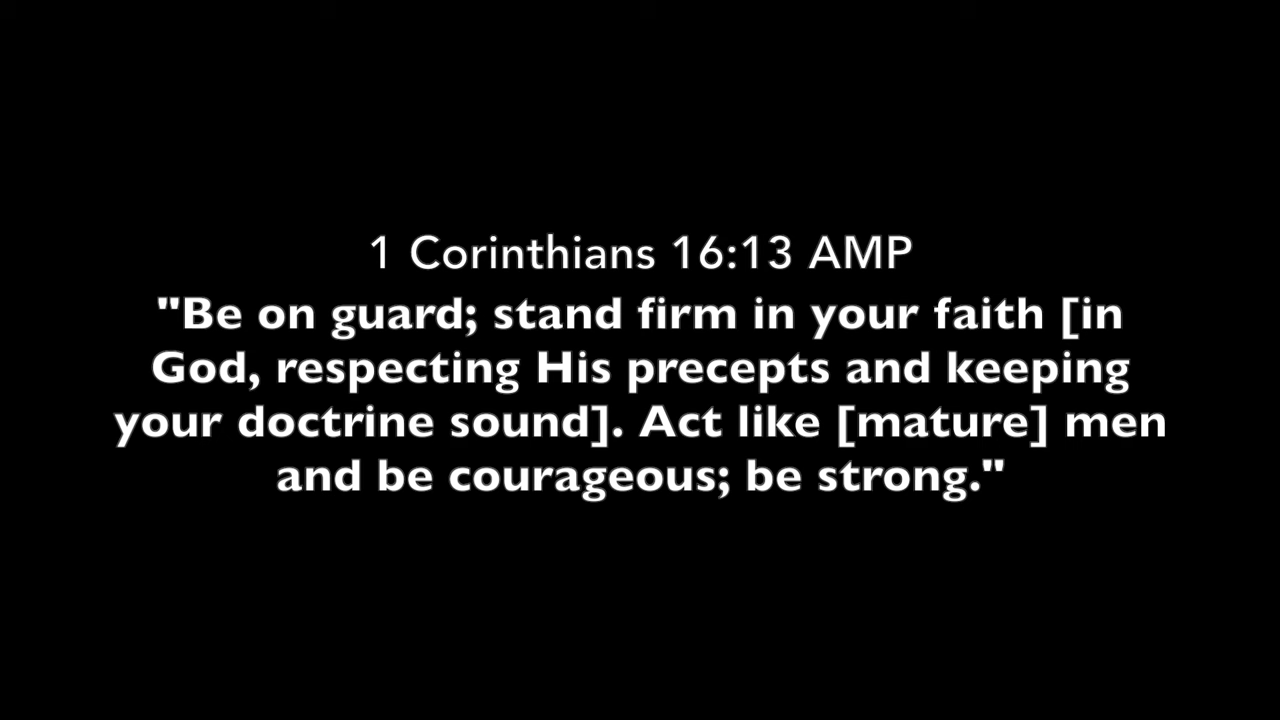 1 Corinthians 16:13 AMP
"Be on guard; stand firm in your faith [in
God, respecting His precepts and keeping
your doctrine sound]. Act like [mature] men
and be courageous; be strong."